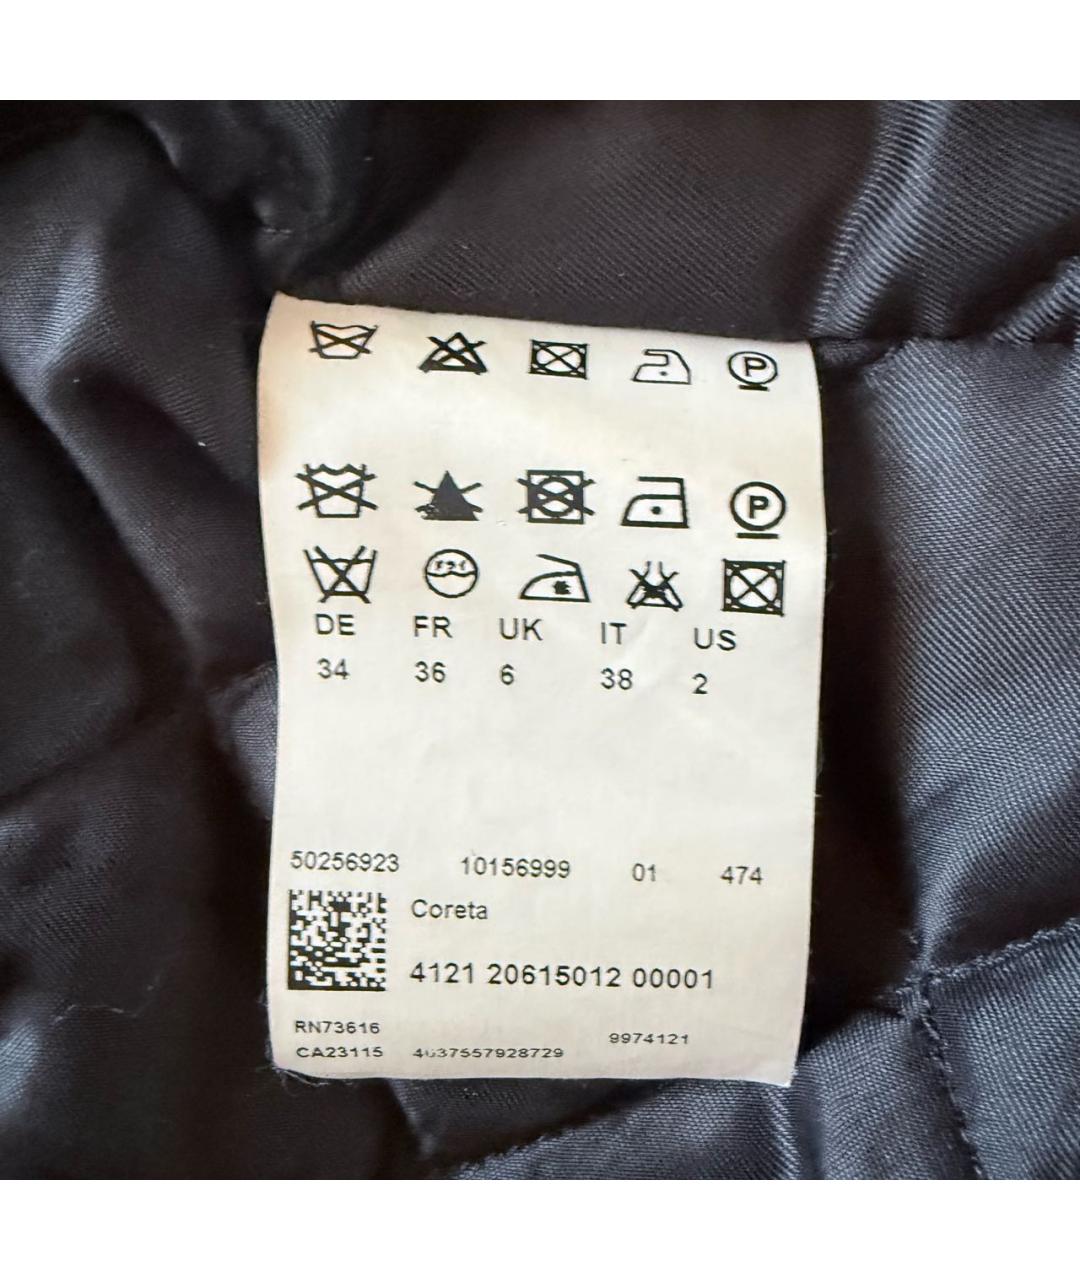 P
P
DE FR UK IT US
34 36 6 38 2
50256923 10156999 01 474
Coreta
4121 20615012 00001
RN73616 9974121
CA23115 4037557928729